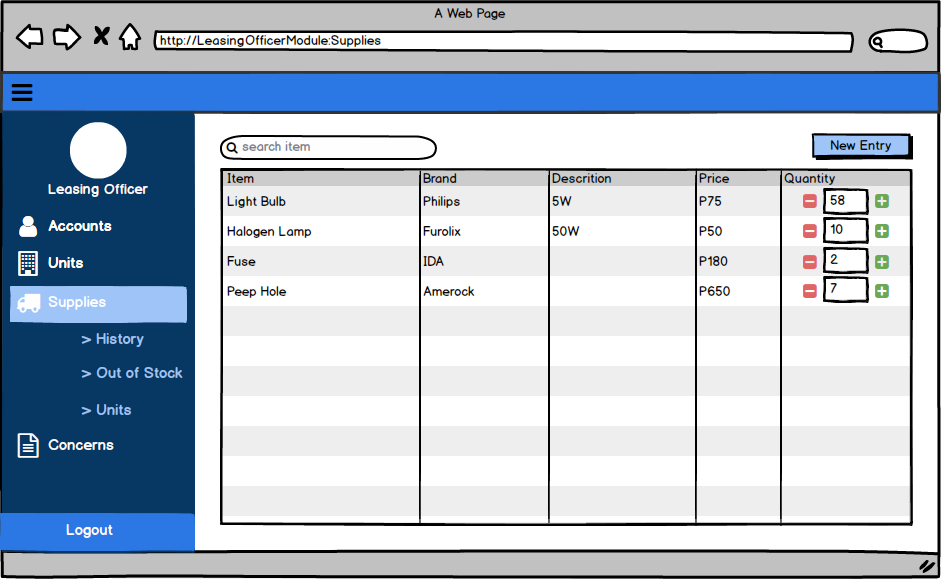 A Web Page
http://LeasingOfficerModule:Supplies
Leasing Officer
Accounts
Units
Supplies
> History
> Out of Stock
> Units
Concerns
Logout
search item
New Entry
Item Brand Descrition Price Quantity
Light Bulb Philips 5W P75 58
Halogen Lamp Furolix 50W P50 10
Fuse IDA P180 2
Peep Hole Amerock P650 7